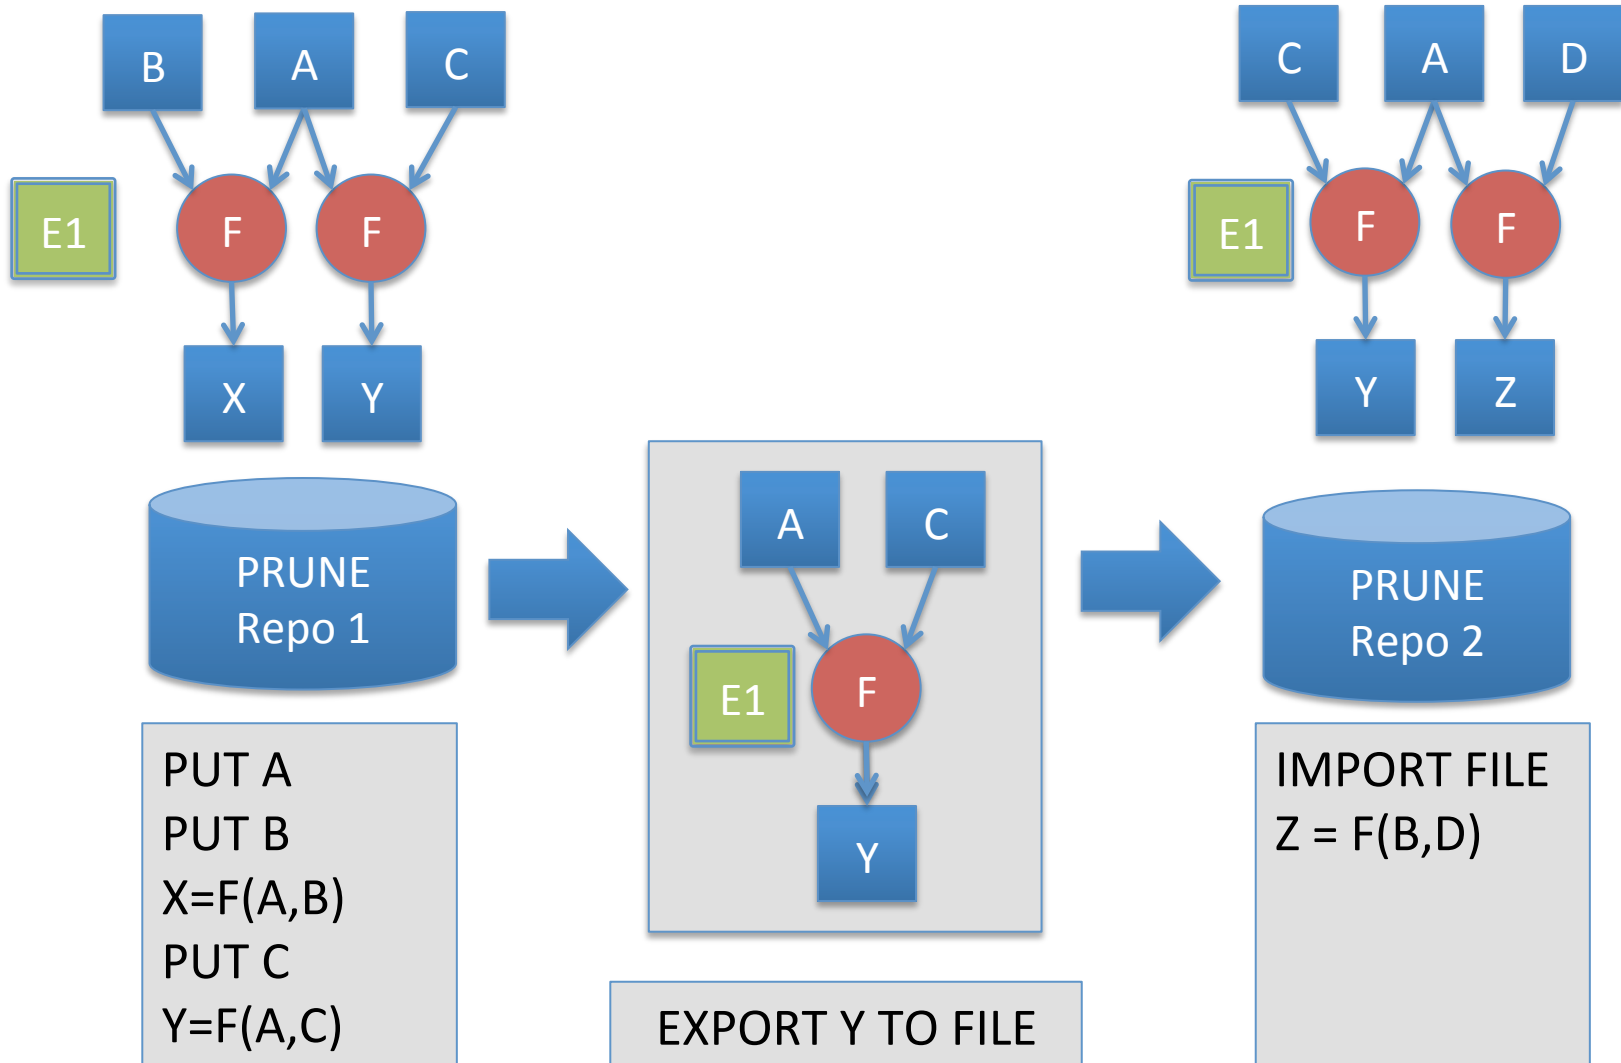 B
A
C
E1
F
F
X
Y
PRUNE
Repo 1
PUT A
PUT B
X=F(A,B)
PUT C
Y=F(A,C)
A
C
E1
F
Y
EXPORT Y TO FILE
C
A
D
E1
F
F
Y
Z
PRUNE
Repo 2
IMPORT FILE
Z = F(B,D)